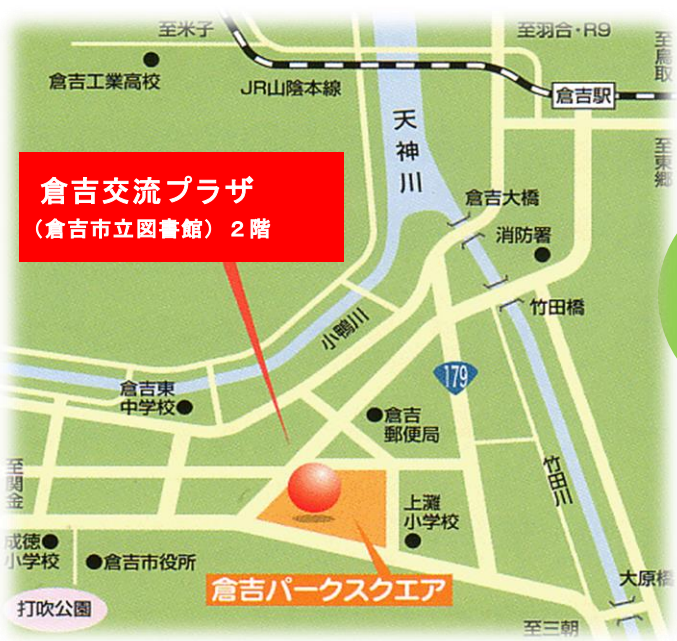 至米子
至羽合・R9
至鳥取
倉吉工業高校
JR山陰本線
倉吉駅
天神川
至東郷
倉吉交流プラザ
(倉吉市立図書館) 2階
倉吉大橋
消防署
竹田橋
小鴨川
179
倉吉東
中学校
倉吉
郵便局
至関金
竹田川
上灘
小学校
成徳
小学校
倉吉市役所
倉吉パークスクエア
大原橋
打吹公園
至三朝